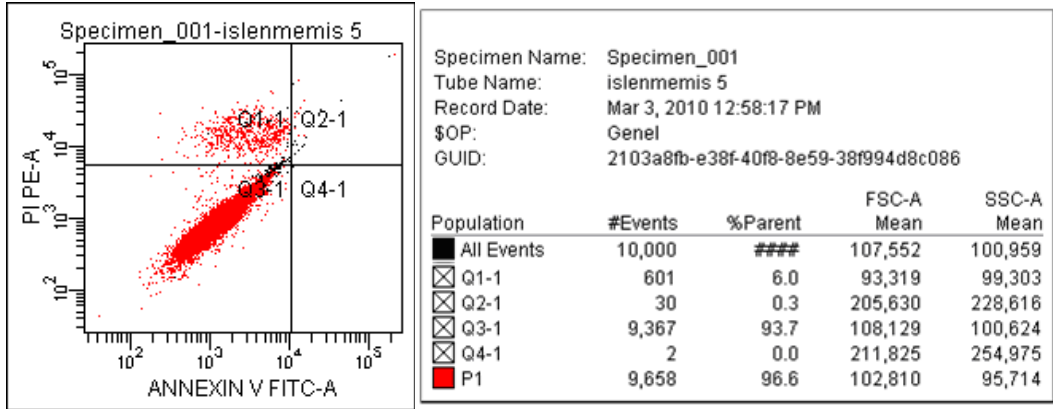 Specimen_001-islenmemis 5
PI PE-A
10^5
10^4
10^3
10^2
Q1-1 Q2-1
Q3-1 Q4-1
10^2 10^3 10^4 10^5
ANNEXIN V FITC-A
Specimen Name: Specimen_001
Tube Name: islenmemis 5
Record Date: Mar 3, 2010 12:58:17 PM
$OP: Genel
GUID: 2103a8fb-e38f-40f8-8e59-38f994d8c086
FSC-A SSC-A
Population #Events %Parent Mean Mean
All Events 10,000 #### 107,552 100,959
Q1-1 601 6.0 93,319 99,303
Q2-1 30 0.3 205,630 228,616
Q3-1 9,367 93.7 108,129 100,624
Q4-1 2 0.0 211,825 254,975
P1 9,658 96.6 102,810 95,714